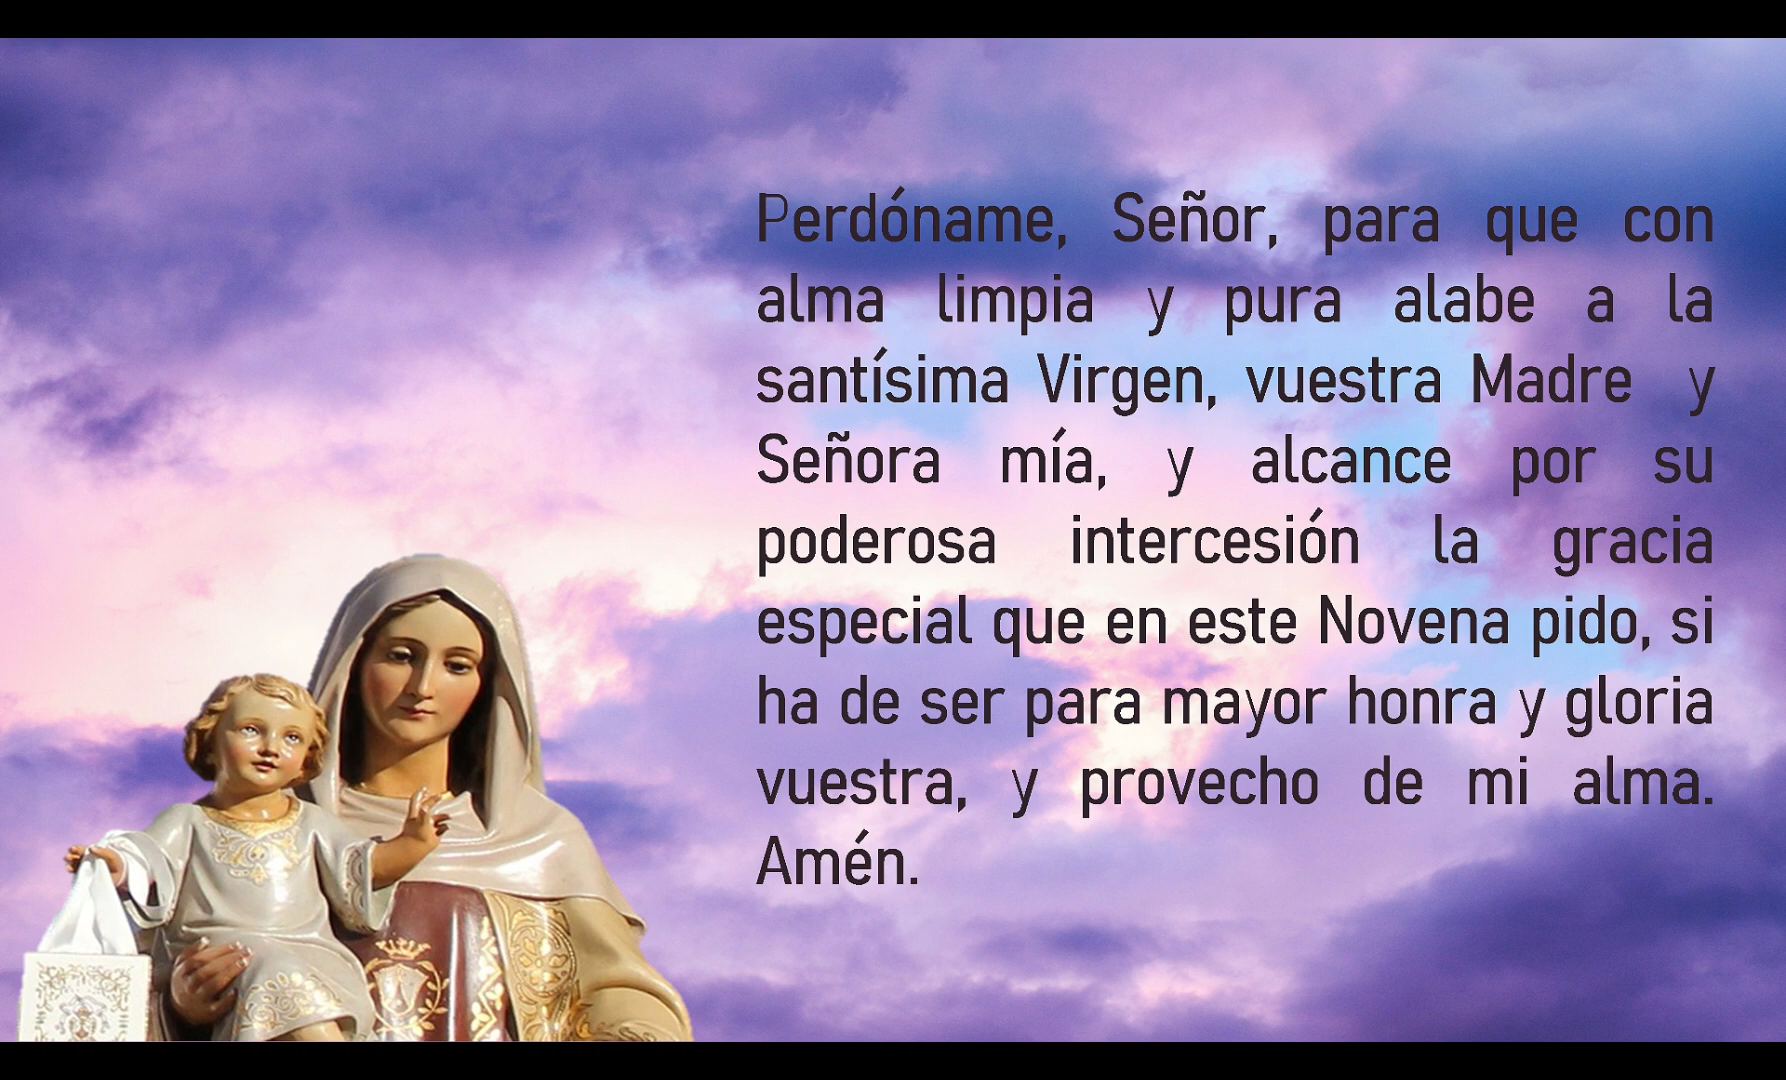 Perdóname, Señor, para que con
alma limpia y pura alabe a la
santísima Virgen, vuestra Madre y
Señora mía, y alcance por su
poderosa intercesión la gracia
especial que en este Novena pido, si
ha de ser para mayor honra y gloria
vuestra, y provecho de mi alma.
Amén.